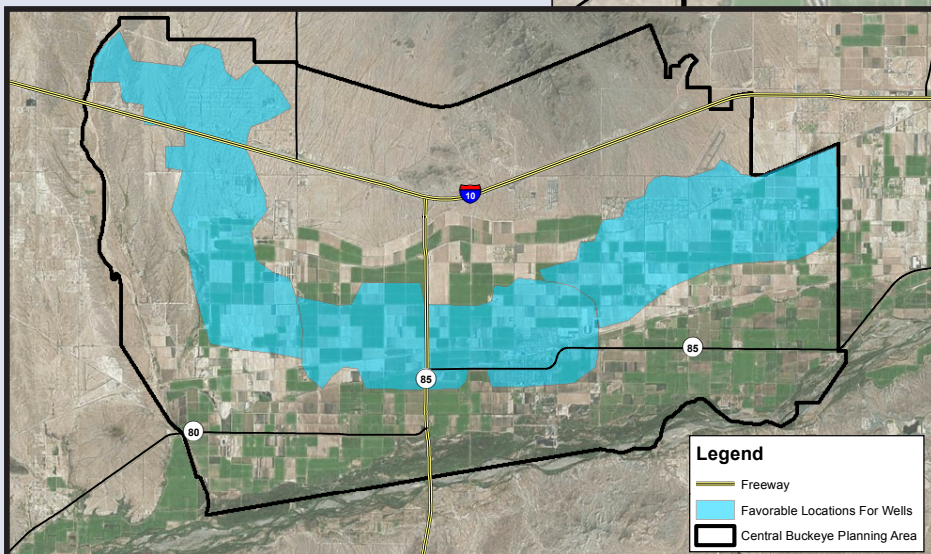 10
85
85
80
Legend
Freeway
Favorable Locations For Wells
Central Buckeye Planning Area